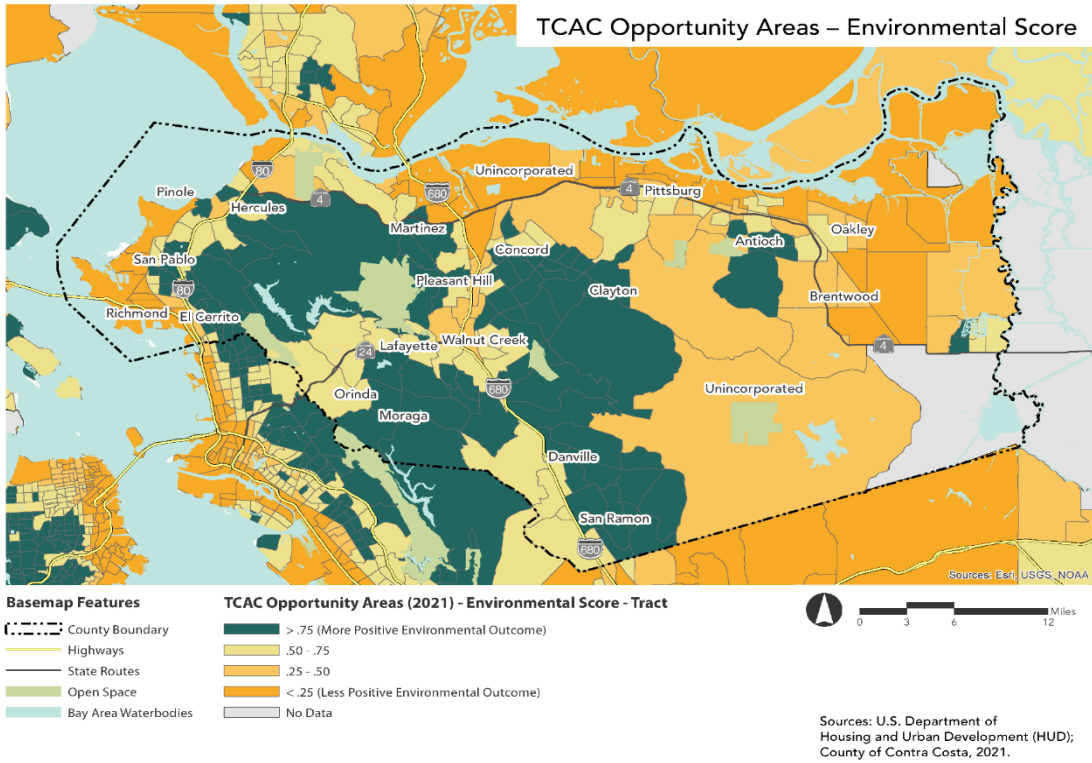 TCAC Opportunity Areas – Environmental Score
80
Unincorporated
Pinole
4
680
4
Pittsburg
Hercules
Martinez
Concord
Antioch
Oakley
San Pablo
Pleasant Hill
Clayton
80
Brentwood
Richmond
El Cerrito
Walnut Creek
Lafayette
24
4
680
Unincorporated
Orinda
Moraga
Danville
San Ramon
680
Sources: Esri, USGS, NOAA
Basemap Features
County Boundary
Highways
State Routes
Open Space
Bay Area Waterbodies
TCAC Opportunity Areas (2021) - Environmental Score - Tract
> .75 (More Positive Environmental Outcome)
.50 - .75
.25 - .50
< .25 (Less Positive Environmental Outcome)
No Data
Miles
0 3 6 12
Sources: U.S. Department of
Housing and Urban Development (HUD);
County of Contra Costa, 2021.